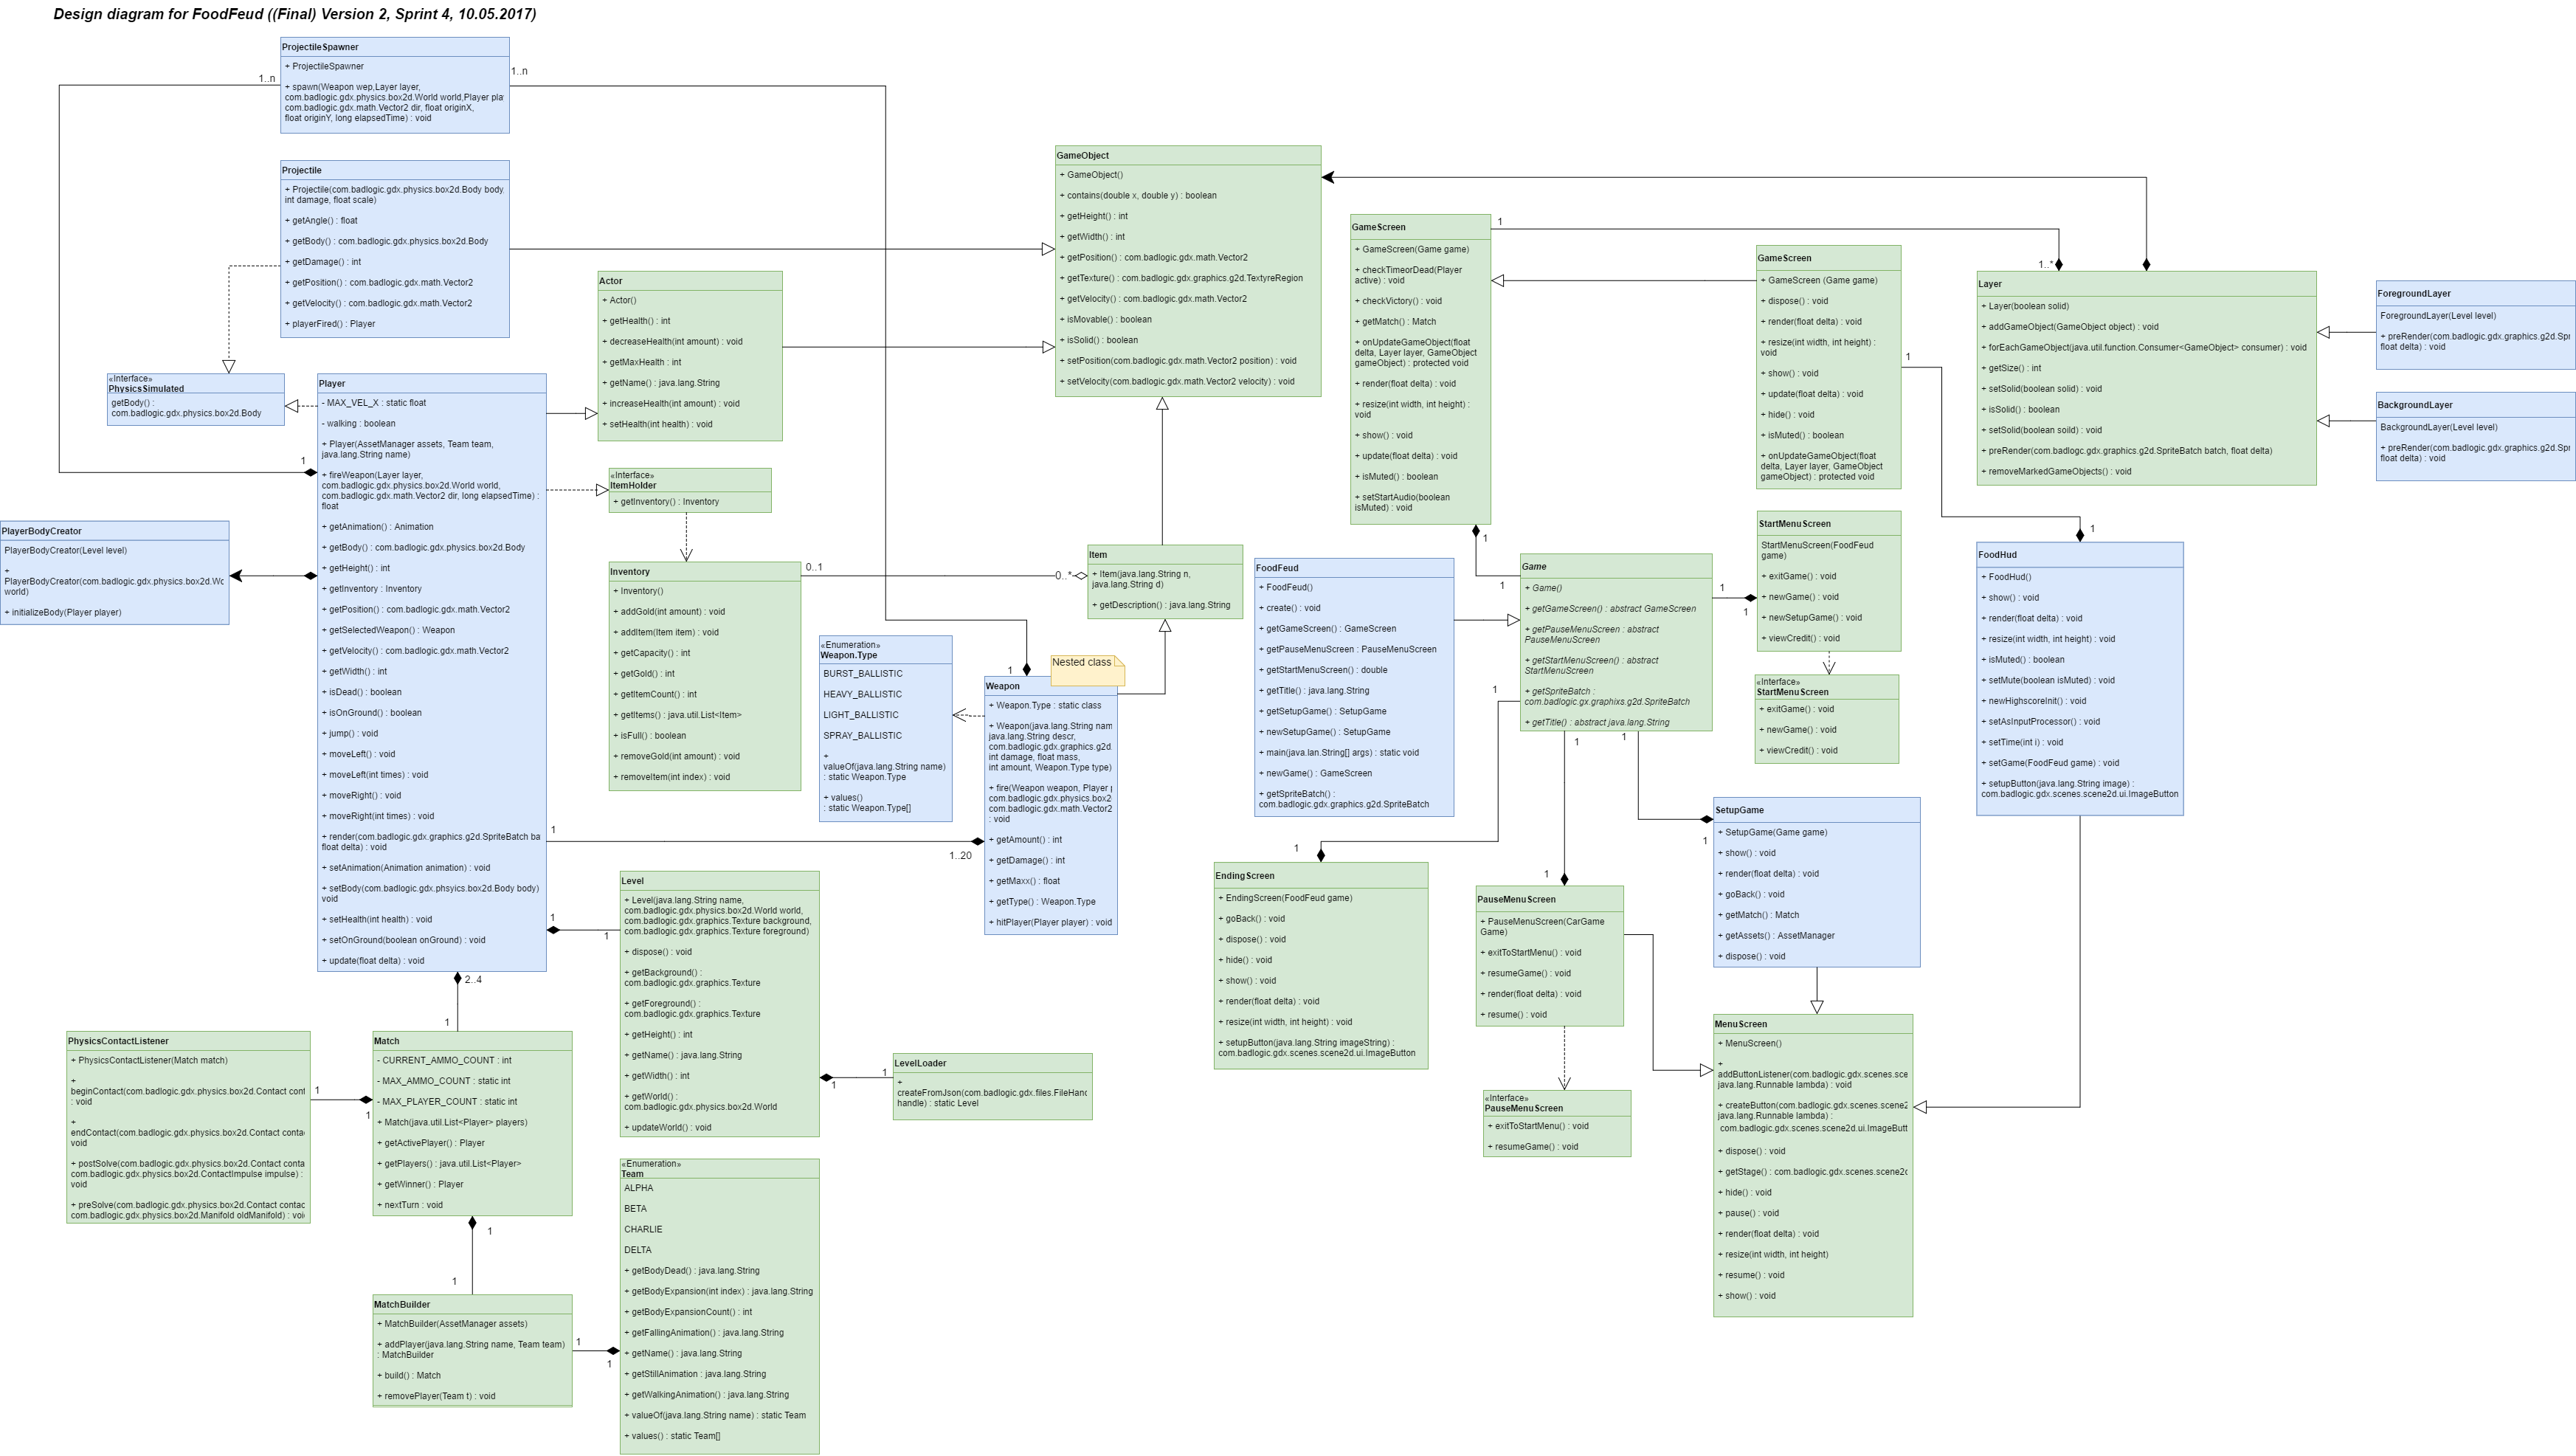 Design diagram for FoodFeud ((Final) Version 2, Sprint 4, 10.05.2017)
ProjectileSpawner
+ ProjectileSpawner
+ spawn(Weapon wep,Layer layer,
com.badlogic.gdx.physics.box2d.World world,Player pla
com.badlogic.gdx.math.Vector2 dir, float originX,
float originY, long elapsedTime) : void
1..n
1..n
Projectile
+ Projectile(com.badlogic.gdx.physics.box2d.Body body,
int damage, float scale)
+ getAngle() : float
+ getBody() : com.badlogic.gdx.physics.box2d.Body
+ getDamage() : int
+ getPosition() : com.badlogic.gdx.math.Vector2
+ getVelocity() : com.badlogic.gdx.math.Vector2
+ playerFired() : Player
«Interface»
PhysicsSimulated
getBody() :
com.badlogic.gdx.physics.box2d.Body
Player
- MAX_VEL_X : static float
- walking : boolean
+ Player(AssetManager assets, Team team,
java.lang.String name)
+ fireWeapon(Layer layer,
com.badlogic.gdx.physics.box2d.World world,
com.badlogic.gdx.math.Vector2 dir, long elapsedTime) :
float
+ getAnimation() : Animation
+ getBody() : com.badlogic.gdx.physics.box2d.Body
+ getHeight() : int
+ getInventory : Inventory
+ getPosition() : com.badlogic.gdx.math.Vector2
+ getSelectedWeapon() : Weapon
+ getVelocity() : com.badlogic.gdx.math.Vector2
+ getWidth() : int
+ isDead() : boolean
+ isOnGround() : boolean
+ jump() : void
+ moveLeft() : void
+ moveLeft(int times) : void
+ moveRight() : void
+ moveRight(int times) : void
+ render(com.badlogic.gdx.graphics.g2d.SpriteBatch ba
float delta) : void
+ setAnimation(Animation animation) : void
+ setBody(com.badlogic.gdx.phsyics.box2d.Body body)
void
+ setHealth(int health) : void
+ setOnGround(boolean onGround) : void
+ update(float delta) : void
1
1
1
2..4
1
1
1..20
PlayerBodyCreator
PlayerBodyCreator(Level level)
+
PlayerBodyCreator(com.badlogic.gdx.physics.box2d.Wo
world)
+ initializeBody(Player player)
Actor
+ Actor()
+ getHealth() : int
+ decreaseHealth(int amount) : void
+ getMaxHealth : int
+ getName() : java.lang.String
+ increaseHealth(int amount) : void
+ setHealth(int health) : void
«Interface»
ItemHolder
+ getInventory() : Inventory
Inventory
+ Inventory()
+ addGold(int amount) : void
+ addItem(Item item) : void
+ getCapacity() : int
+ getGold() : int
+ getItemCount() : int
+ getItems() : java.util.List<Item>
+ isFull() : boolean
+ removeGold(int amount) : void
+ removeItem(int index) : void
0..1
0..*
GameObject
+ GameObject()
+ contains(double x, double y) : boolean
+ getHeight() : int
+ getWidth() : int
+ getPosition() : com.badlogic.gdx.math.Vector2
+ getTexture() : com.badlogic.gdx.graphics.g2d.TextyreRegion
+ getVelocity() : com.badlogic.gdx.math.Vector2
+ isMovable() : boolean
+ isSolid() : boolean
+ setPosition(com.badlogic.gdx.math.Vector2 position) : void
+ setVelocity(com.badlogic.gdx.math.Vector2 velocity) : void
Item
+ Item(java.lang.String n,
java.lang.String d)
+ getDescription() : java.lang.String
«Enumeration»
Weapon.Type
BURST_BALLISTIC
HEAVY_BALLISTIC
LIGHT_BALLISTIC
SPRAY_BALLISTIC
+
valueOf(java.lang.String name)
: static Weapon.Type
+ values()
: static Weapon.Type[]
1
Nested class
Weapon
+ Weapon.Type : static class
+ Weapon(java.lang.String nam
java.lang.String descr,
com.badlogic.gdx.graphics.g2d
int damage, float mass,
int amount, Weapon.Type type)
+ fire(Weapon weapon, Player p
com.badlogic.gdx.physics.box2
com.badlogic.gdx.math.Vector2
: void
+ getAmount() : int
+ getDamage() : int
+ getMaxx() : float
+ getType() : Weapon.Type
+ hitPlayer(Player player) : void
Level
+ Level(java.lang.String name,
com.badlogic.gdx.physics.box2d.World world,
com.badlogic.gdx.graphics.Texture background,
com.badlogic.gdx.graphics.Texture foreground)
+ dispose() : void
+ getBackground() :
com.badlogic.gdx.graphics.Texture
+ getForeground() :
com.badlogic.gdx.graphics.Texture
+ getHeight() : int
+ getName() : java.lang.String
+ getWidth() : int
+ getWorld() :
com.badlogic.gdx.physics.box2d.World
+ updateWorld() : void
1
1
LevelLoader
+
createFromJson(com.badlogic.gdx.files.FileHand
handle) : static Level
PhysicsContactListener
+ PhysicsContactListener(Match match)
+
beginContact(com.badlogic.gdx.physics.box2d.Contact cont
: void
+
endContact(com.badlogic.gdx.physics.box2d.Contact conta
void
+ postSolve(com.badlogic.gdx.physics.box2d.Contact conta
com.badlogic.gdx.physics.box2d.ContactImpulse impulse) :
void
+ preSolve(com.badlogic.gdx.physics.box2d.Contact contac
com.badlogic.gdx.physics.box2d.Manifold oldManifold) : voi
1
1
Match
- CURRENT_AMMO_COUNT : int
- MAX_AMMO_COUNT : static int
- MAX_PLAYER_COUNT : static int
+ Match(java.util.List<Player> players)
+ getActivePlayer() : Player
+ getPlayers() : java.util.List<Player>
+ getWinner() : Player
+ nextTurn : void
1
1
MatchBuilder
+ MatchBuilder(AssetManager assets)
+ addPlayer(java.lang.String name, Team team)
: MatchBuilder
+ build() : Match
+ removePlayer(Team t) : void
1
1
«Enumeration»
Team
ALPHA
BETA
CHARLIE
DELTA
+ getBodyDead() : java.lang.String
+ getBodyExpansion(int index) : java.lang.String
+ getBodyExpansionCount() : int
+ getFallingAnimation() : java.lang.String
+ getName() : java.lang.String
+ getStillAnimation : java.lang.String
+ getWalkingAnimation() : java.lang.String
+ valueOf(java.lang.String name) : static Team
+ values() : static Team[]
GameScreen
+ GameScreen(Game game)
+ checkTimeorDead(Player
active) : void
+ checkVictory() : void
+ getMatch() : Match
+ onUpdateGameObject(float
delta, Layer layer, GameObject
gameObject) : protected void
+ render(float delta) : void
+ resize(int width, int height) :
void
+ show() : void
+ update(float delta) : void
+ isMuted() : boolean
+ setStartAudio(boolean
isMuted) : void
1
1..*
1
1
GameScreen
+ GameScreen (Game game)
+ dispose() : void
+ render(float delta) : void
+ resize(int width, int height) :
void
+ show() : void
+ update(float delta) : void
+ hide() : void
+ isMuted() : boolean
+ onUpdateGameObject(float
delta, Layer layer, GameObject
gameObject) : protected void
1
1
Layer
+ Layer(boolean solid)
+ addGameObject(GameObject object) : void
+ forEachGameObject(java.util.function.Consumer<GameObject> consumer) : void
+ getSize() : int
+ setSolid(boolean solid) : void
+ isSolid() : boolean
+ setSolid(boolean soild) : void
+ preRender(com.badlogc.gdx.graphics.g2d.SpriteBatch batch, float delta)
+ removeMarkedGameObjects() : void
ForegroundLayer
ForegroundLayer(Level level)
+ preRender(com.badlogic.gdx.graphics.g2d.Spr
float delta) : void
BackgroundLayer
BackgroundLayer(Level level)
+ preRender(com.badlogic.gdx.graphics.g2d.Spr
float delta) : void
FoodFeud
+ FoodFeud()
+ create() : void
+ getGameScreen() : GameScreen
+ getPauseMenuScreen : PauseMenuScreen
+ getStartMenuScreen() : double
+ getTitle() : java.lang.String
+ getSetupGame() : SetupGame
+ newSetupGame() : SetupGame
+ main(java.lan.String[] args) : static void
+ newGame() : GameScreen
+ getSpriteBatch() :
com.badlogic.gdx.graphics.g2d.SpriteBatch
Game
+ Game()
+ getGameScreen() : abstract GameScreen
+ getPauseMenuScreen : abstract
PauseMenuScreen
+ getStartMenuScreen() : abstract
StartMenuScreen
+ getSpriteBatch :
com.badlogic.gx.graphixs.g2d.SpriteBatch
+ getTitle() : abstract java.lang.String
1
1
1
1
1
StartMenuScreen
StartMenuScreen(FoodFeud
game)
+ exitGame() : void
+ newGame() : void
+ newSetupGame() : void
+ viewCredit() : void
«Interface»
StartMenuScreen
+ exitGame() : void
+ newGame() : void
+ viewCredit() : void
FoodHud
+ FoodHud()
+ show() : void
+ render(float delta) : void
+ resize(int width, int height) : void
+ isMuted() : boolean
+ setMute(boolean isMuted) : void
+ newHighscoreInit() : void
+ setAsInputProcessor() : void
+ setTime(int i) : void
+ setGame(FoodFeud game) : void
+ setupButton(java.lang.String image) :
com.badlogic.gdx.scenes.scene2d.ui.ImageButton
1
EndingScreen
+ EndingScreen(FoodFeud game)
+ goBack() : void
+ dispose() : void
+ hide() : void
+ show() : void
+ render(float delta) : void
+ resize(int width, int height) : void
+ setupButton(java.lang.String imageString) :
com.badlogic.gdx.scenes.scene2d.ui.ImageButton
1
PauseMenuScreen
+ PauseMenuScreen(CarGame
Game)
+ exitToStartMenu() : void
+ resumeGame() : void
+ render(float delta) : void
+ resume() : void
«Interface»
PauseMenuScreen
+ exitToStartMenu() : void
+ resumeGame() : void
1
SetupGame
+ SetupGame(Game game)
+ show() : void
+ render(float delta) : void
+ goBack() : void
+ getMatch() : Match
+ getAssets() : AssetManager
+ dispose() : void
MenuScreen
+ MenuScreen()
+
addButtonListener(com.badlogic.gdx.scenes.sce
java.lang.Runnable lambda) : void
+ createButton(com.badlogic.gdx.scenes.scene2
java.lang.Runnable lambda) :
com.badlogic.gdx.scenes.scene2d.ui.ImageButt
+ dispose() : void
+ getStage() : com.badlogic.gdx.scenes.scene2d
+ hide() : void
+ pause() : void
+ render(float delta) : void
+ resize(int width, int height)
+ resume() : void
+ show() : void